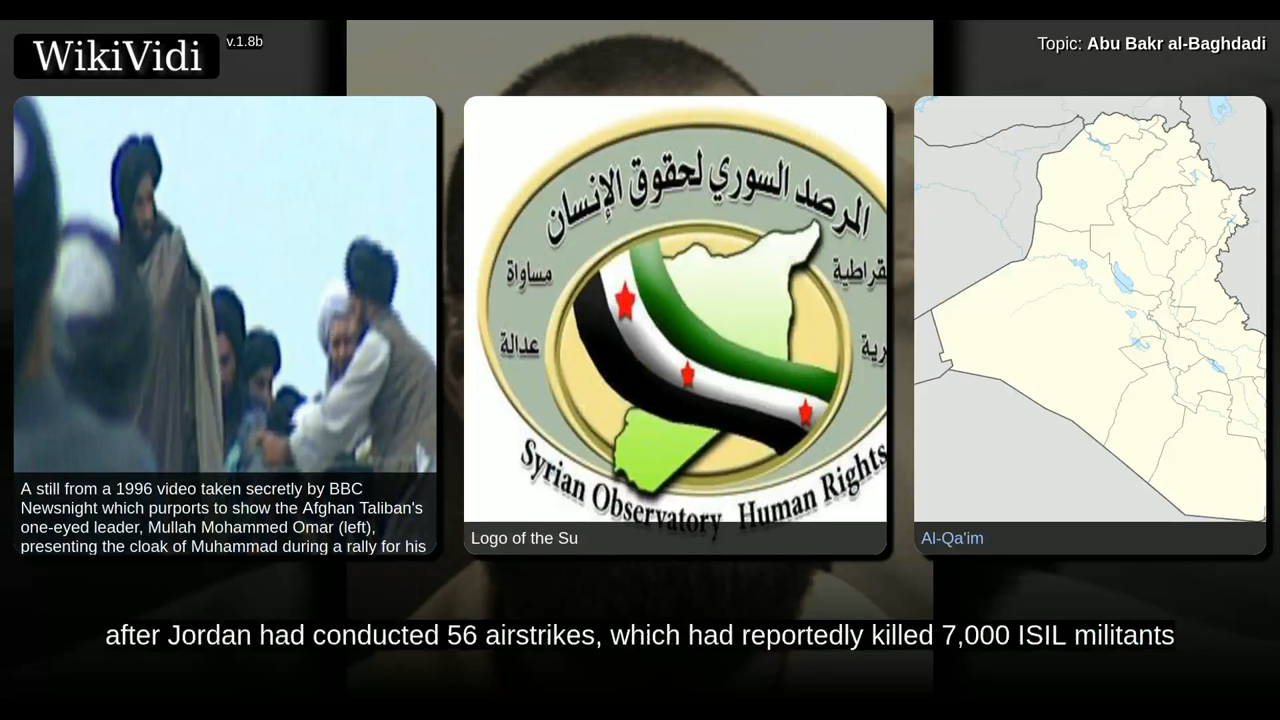 WikiVidi
v.1.8b
Topic: Abu Bakr al-Baghdadi
A still from a 1996 video taken secretly by BBC
Newsnight which purports to show the Afghan Taliban's
one-eyed leader, Mullah Mohammed Omar (left),
presenting the cloak of Muhammad during a rally for his
المرصد السوري لحقوق الإنسان
مساواة
عدالة
Syrian Observatory Human Rights
Logo of the Su
Al-Qa'im
after Jordan had conducted 56 airstrikes, which had reportedly killed 7,000 ISIL militants